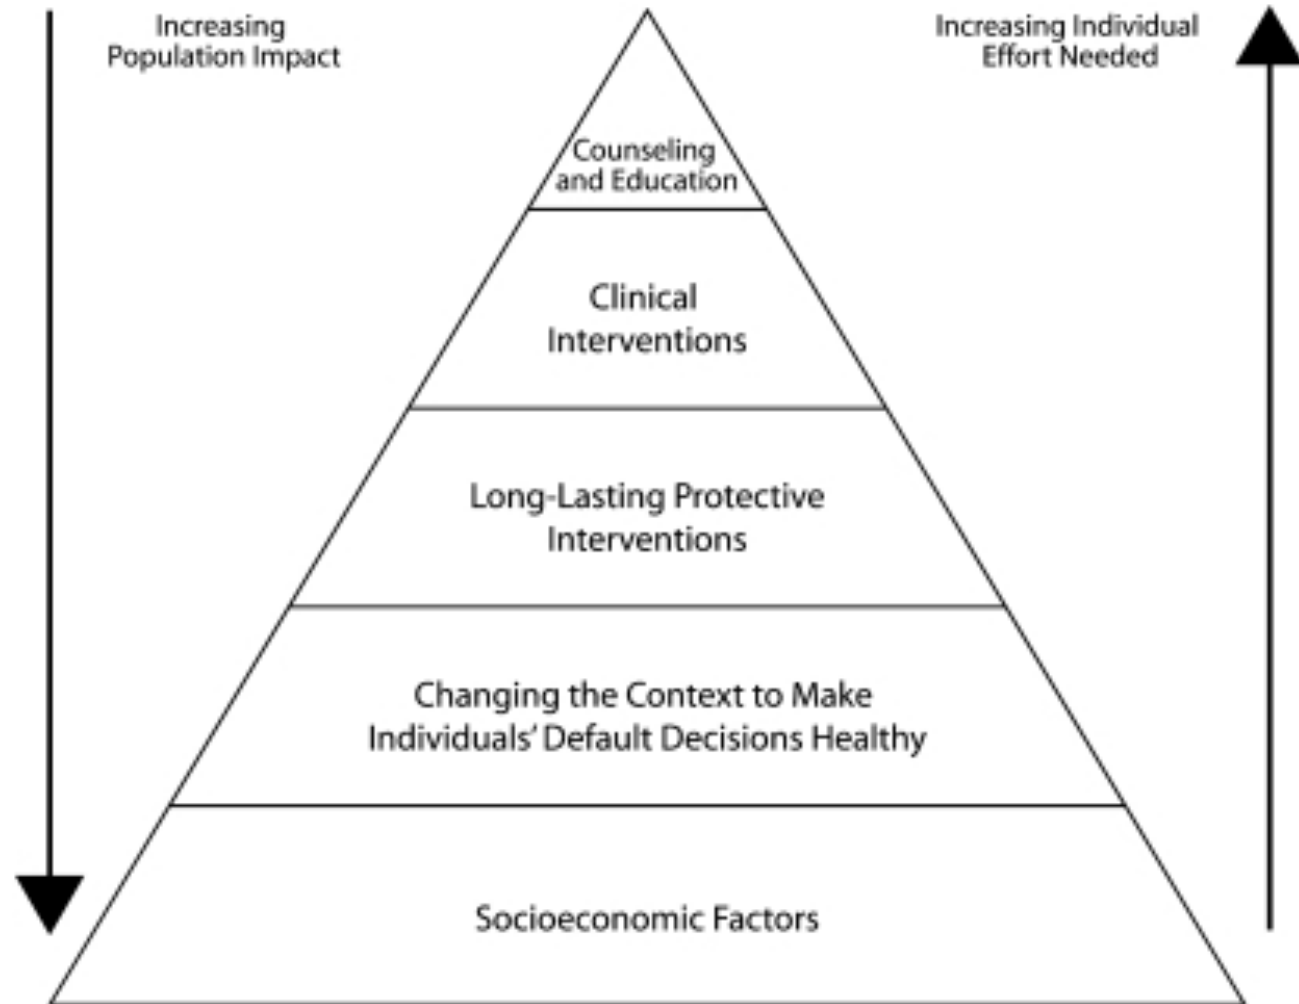 Increasing
Population Impact
Increasing Individual
Effort Needed
Counseling
and Education
Clinical
Interventions
Long-Lasting Protective
Interventions
Changing the Context to Make
Individuals’ Default Decisions Healthy
Socioeconomic Factors